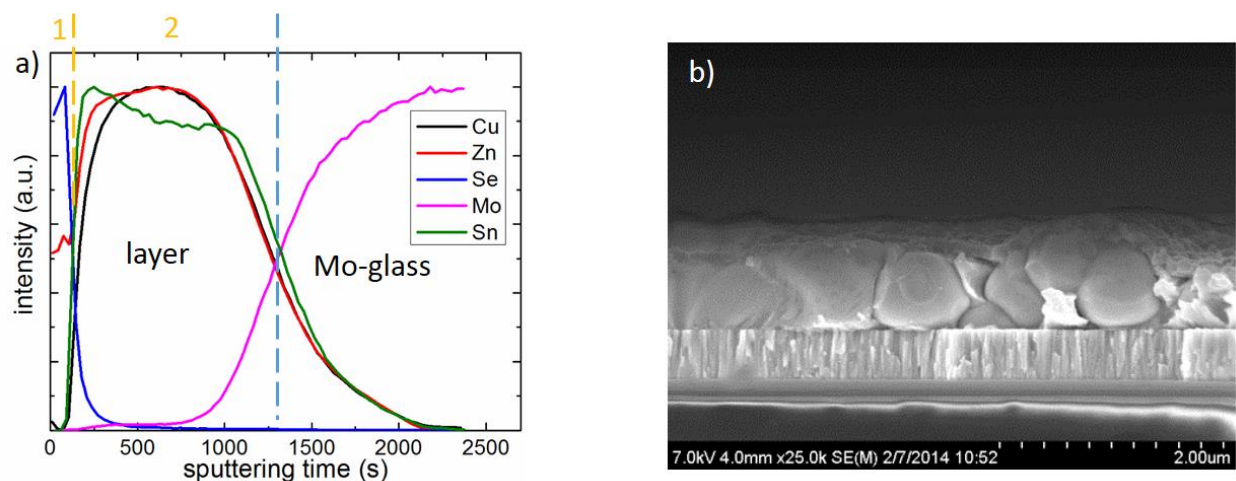 1 2
a)
Cu
Zn
Se
Mo
Sn
layer
Mo-glass
intensity (a.u.)
0 500 1000 1500 2000 2500
sputtering time (s)
b)
7.0kV 4.0mm x25.0k SE(M) 2/7/2014 10:52 2.00um